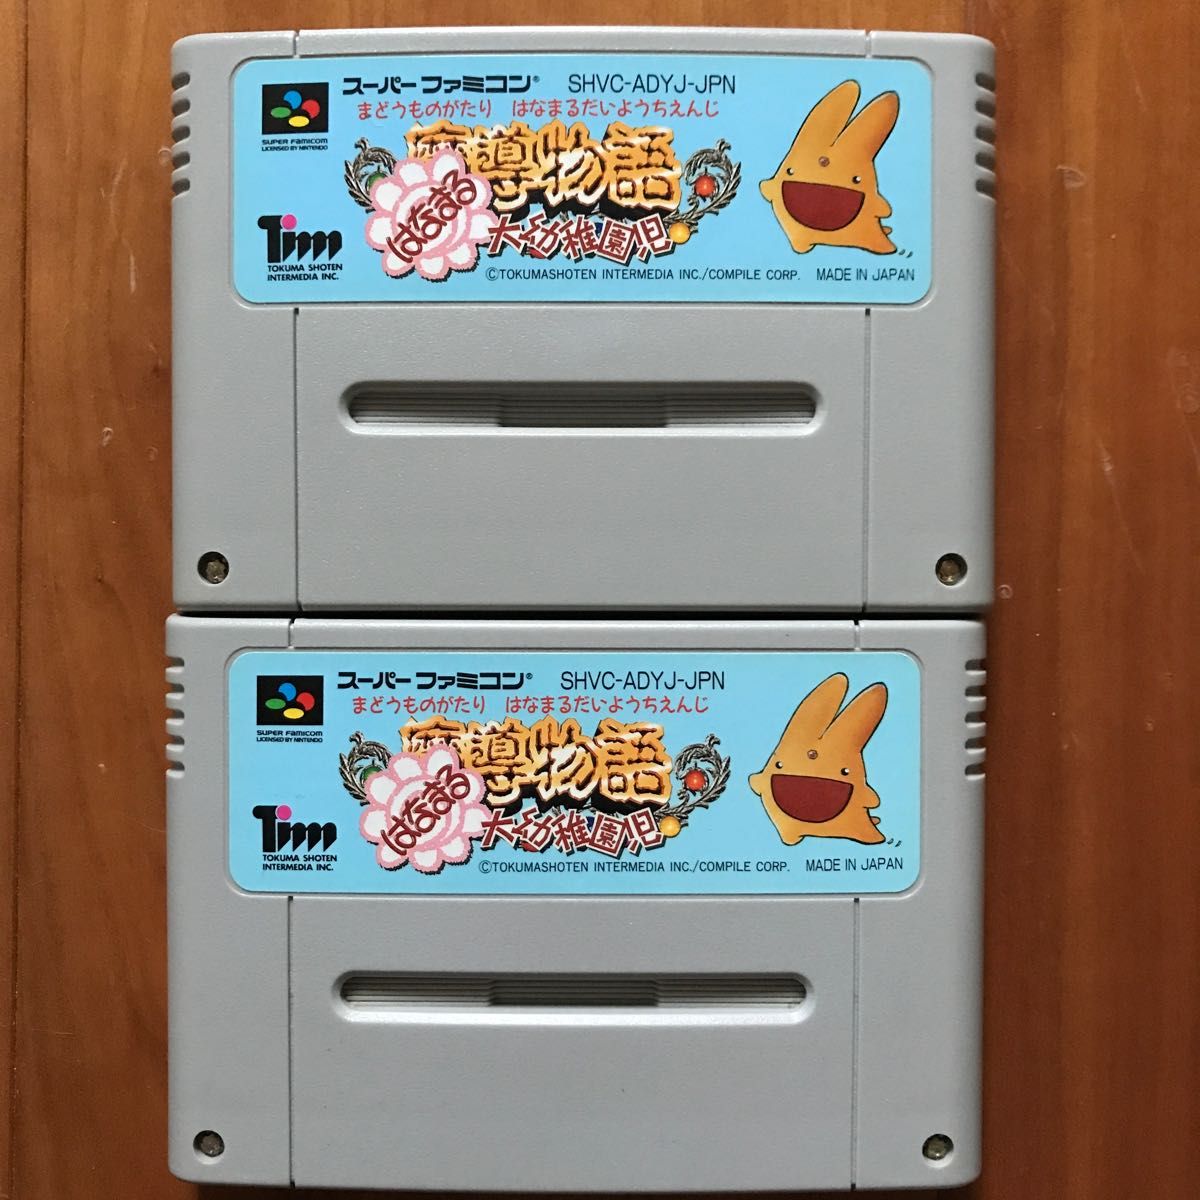 スーパーファミコン® SHVC-ADYJ-JPN
まどうものがたり はなまるだいようちえんじ
SUPER FAMICOM
LICENSED BY NINTENDO
魔導物語
はなまる
大幼稚園児
Tim
TOKUMA SHOTEN
INTERMEDIA INC.
©TOKUMASHOTEN INTERMEDIA INC./COMPILE CORP. MADE IN JAPAN
スーパーファミコン® SHVC-ADYJ-JPN
まどうものがたり はなまるだいようちえんじ
SUPER FAMICOM
LICENSED BY NINTENDO
魔導物語
はなまる
大幼稚園児
Tim
TOKUMA SHOTEN
INTERMEDIA INC.
©TOKUMASHOTEN INTERMEDIA INC./COMPILE CORP. MADE IN JAPAN